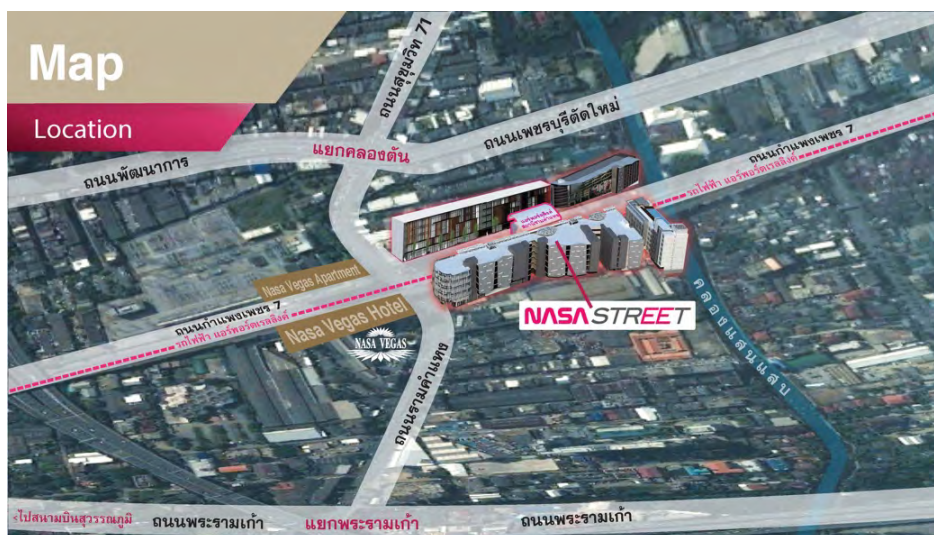 Map
Location
ถนนสุขุมวิท 71
ถนนเพชรบุรีตัดใหม่
แยกคลองตัน
ถนนพัฒนาการ
ถนนกำแพงเพชร 7
รถไฟฟ้า แอร์พอร์ตเรลลิงค์
Nasa Vegas Apartment
ถนนกำแพงเพชร 7
รถไฟฟ้า แอร์พอร์ตเรลลิงค์
Nasa Vegas Hotel
NASA VEGAS
NASA STREET
คลองแสนแสบ
ถนนรามคำแหง
<ไปสนามบินสุวรรณภูมิ
ถนนพระรามเก้า
แยกพระรามเก้า
ถนนพระรามเก้า